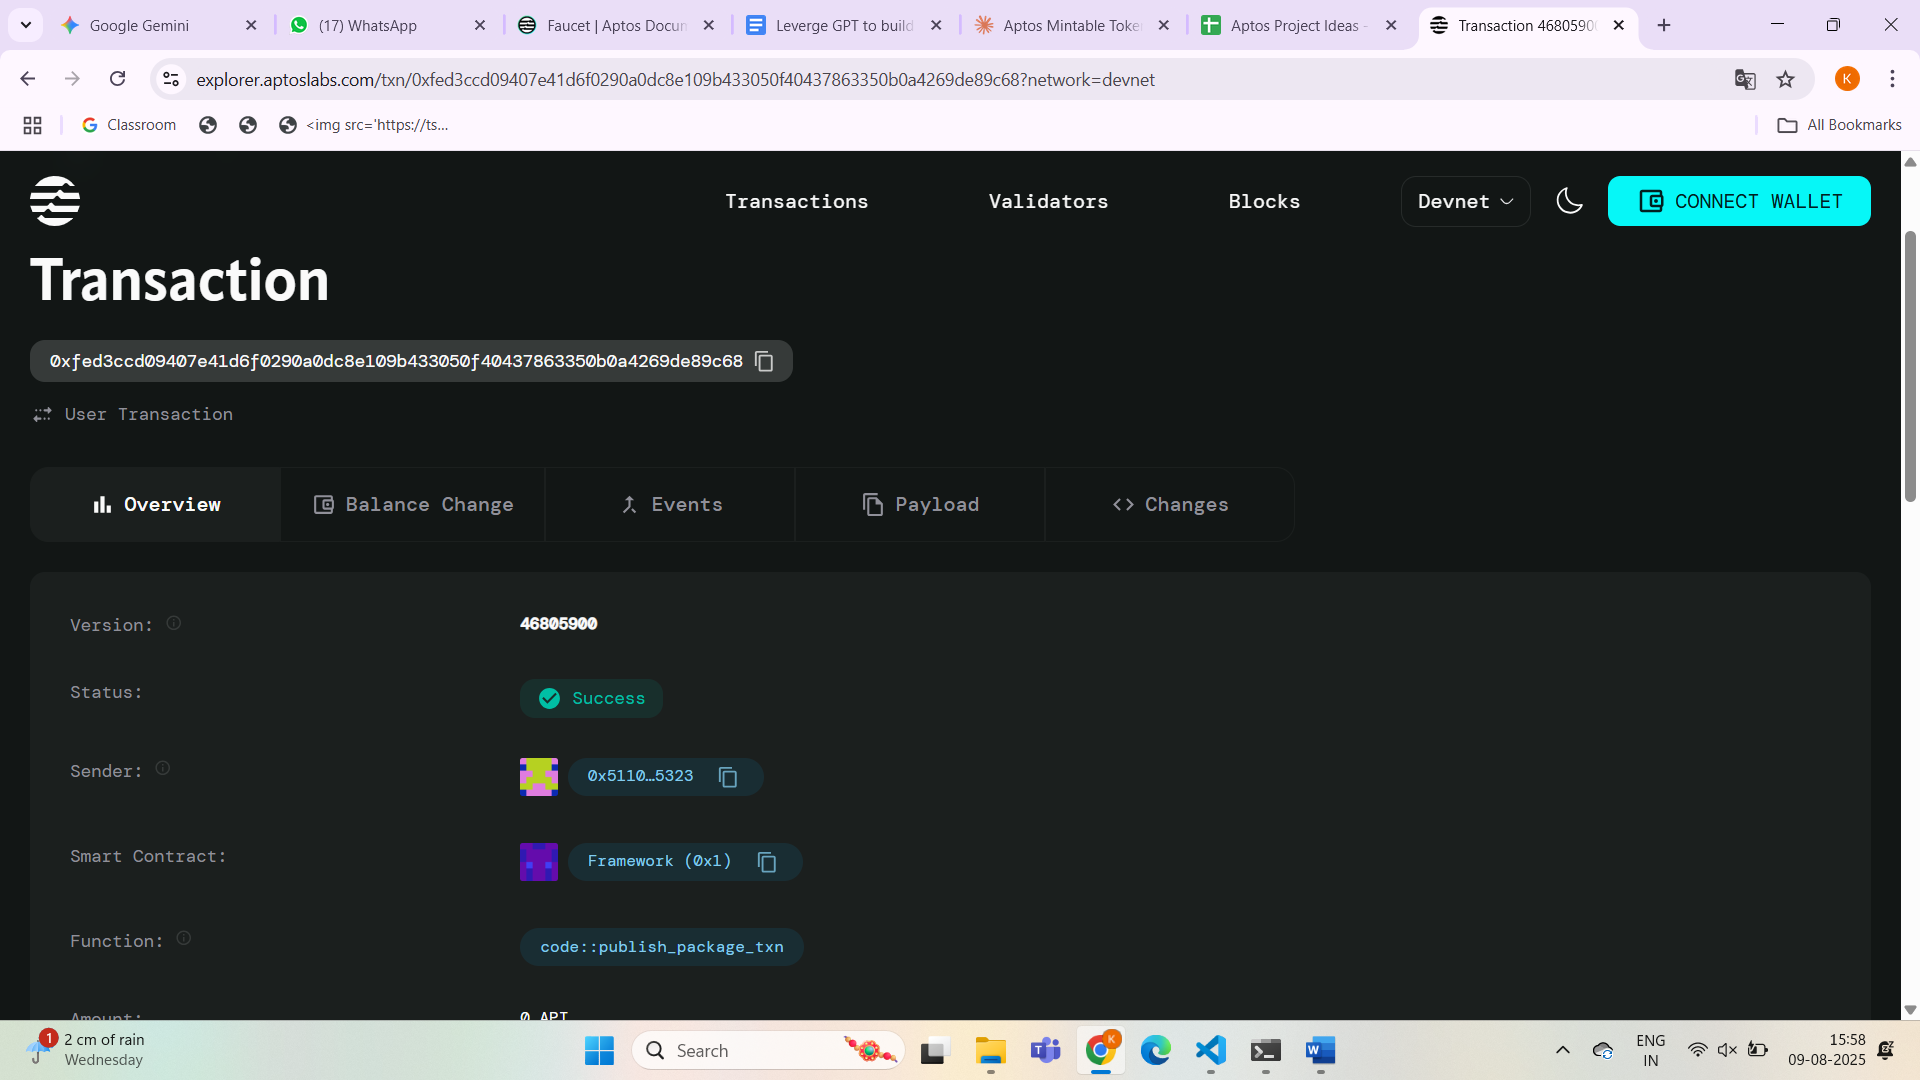 Google Gemini
(17) WhatsApp
Faucet | Aptos Docun
Leverge GPT to build
Aptos Mintable Toke
Aptos Project Ideas -
Transaction 4680590
explorer.aptoslabs.com/txn/0xfed3ccd09407e41d6f0290a0dc8e109b433050f40437863350b0a4269de89c68?network=devnet
K
Classroom
<img src='https://ts...
All Bookmarks
Transactions
Validators
Blocks
Devnet
CONNECT WALLET
Transaction
0xfed3ccd09407e41d6f0290a0dc8e109b433050f40437863350b0a4269de89c68
User Transaction
Overview
Balance Change
Events
Payload
Changes
Version:
46805900
Status:
Success
Sender:
0x5110…5323
Smart Contract:
Framework (0x1)
Function:
code::publish_package_txn
Amount:
0 APT
1
2 cm of rain
Wednesday
Search
K
ENG
IN
15:58
09-08-2025